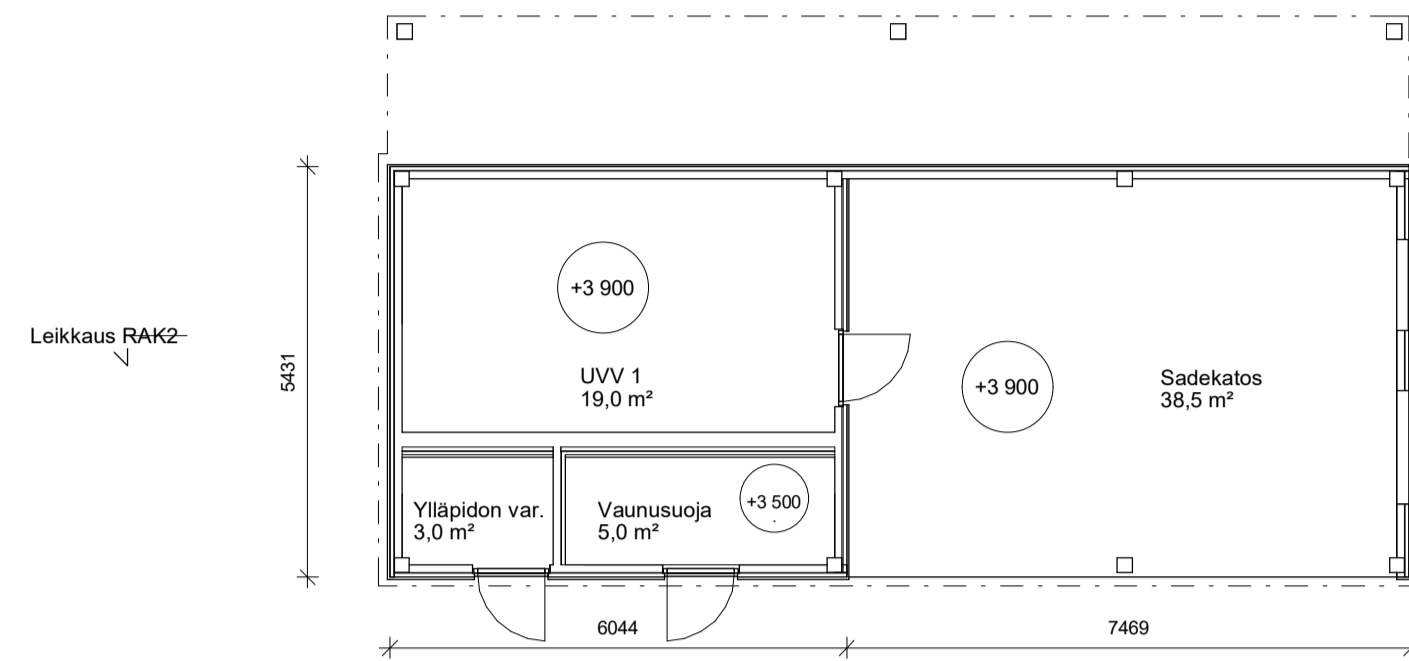 +3 900
Leikkaus RAK2
5431
UVV 1
19,0 m²
+3 900
Sadekatos
38,5 m²
Ylläpidon var.
3,0 m²
Vaunusuoja
5,0 m²
+3 500
6044
7469